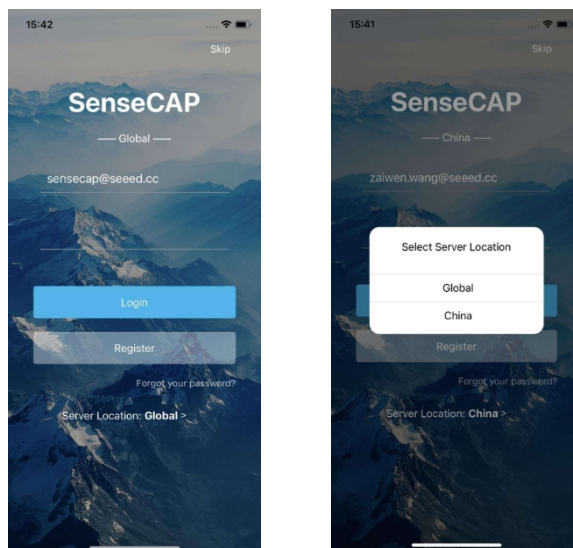 15:42
Skip
SenseCAP
Global
sensecap@seeed.cc
Login
Register
Forgot your password?
Server Location: Global >
15:41
Skip
SenseCAP
China
zaiwen.wang@seeed.cc
Select Server Location
Global
China
Register
Forgot your password?
Server Location: China >